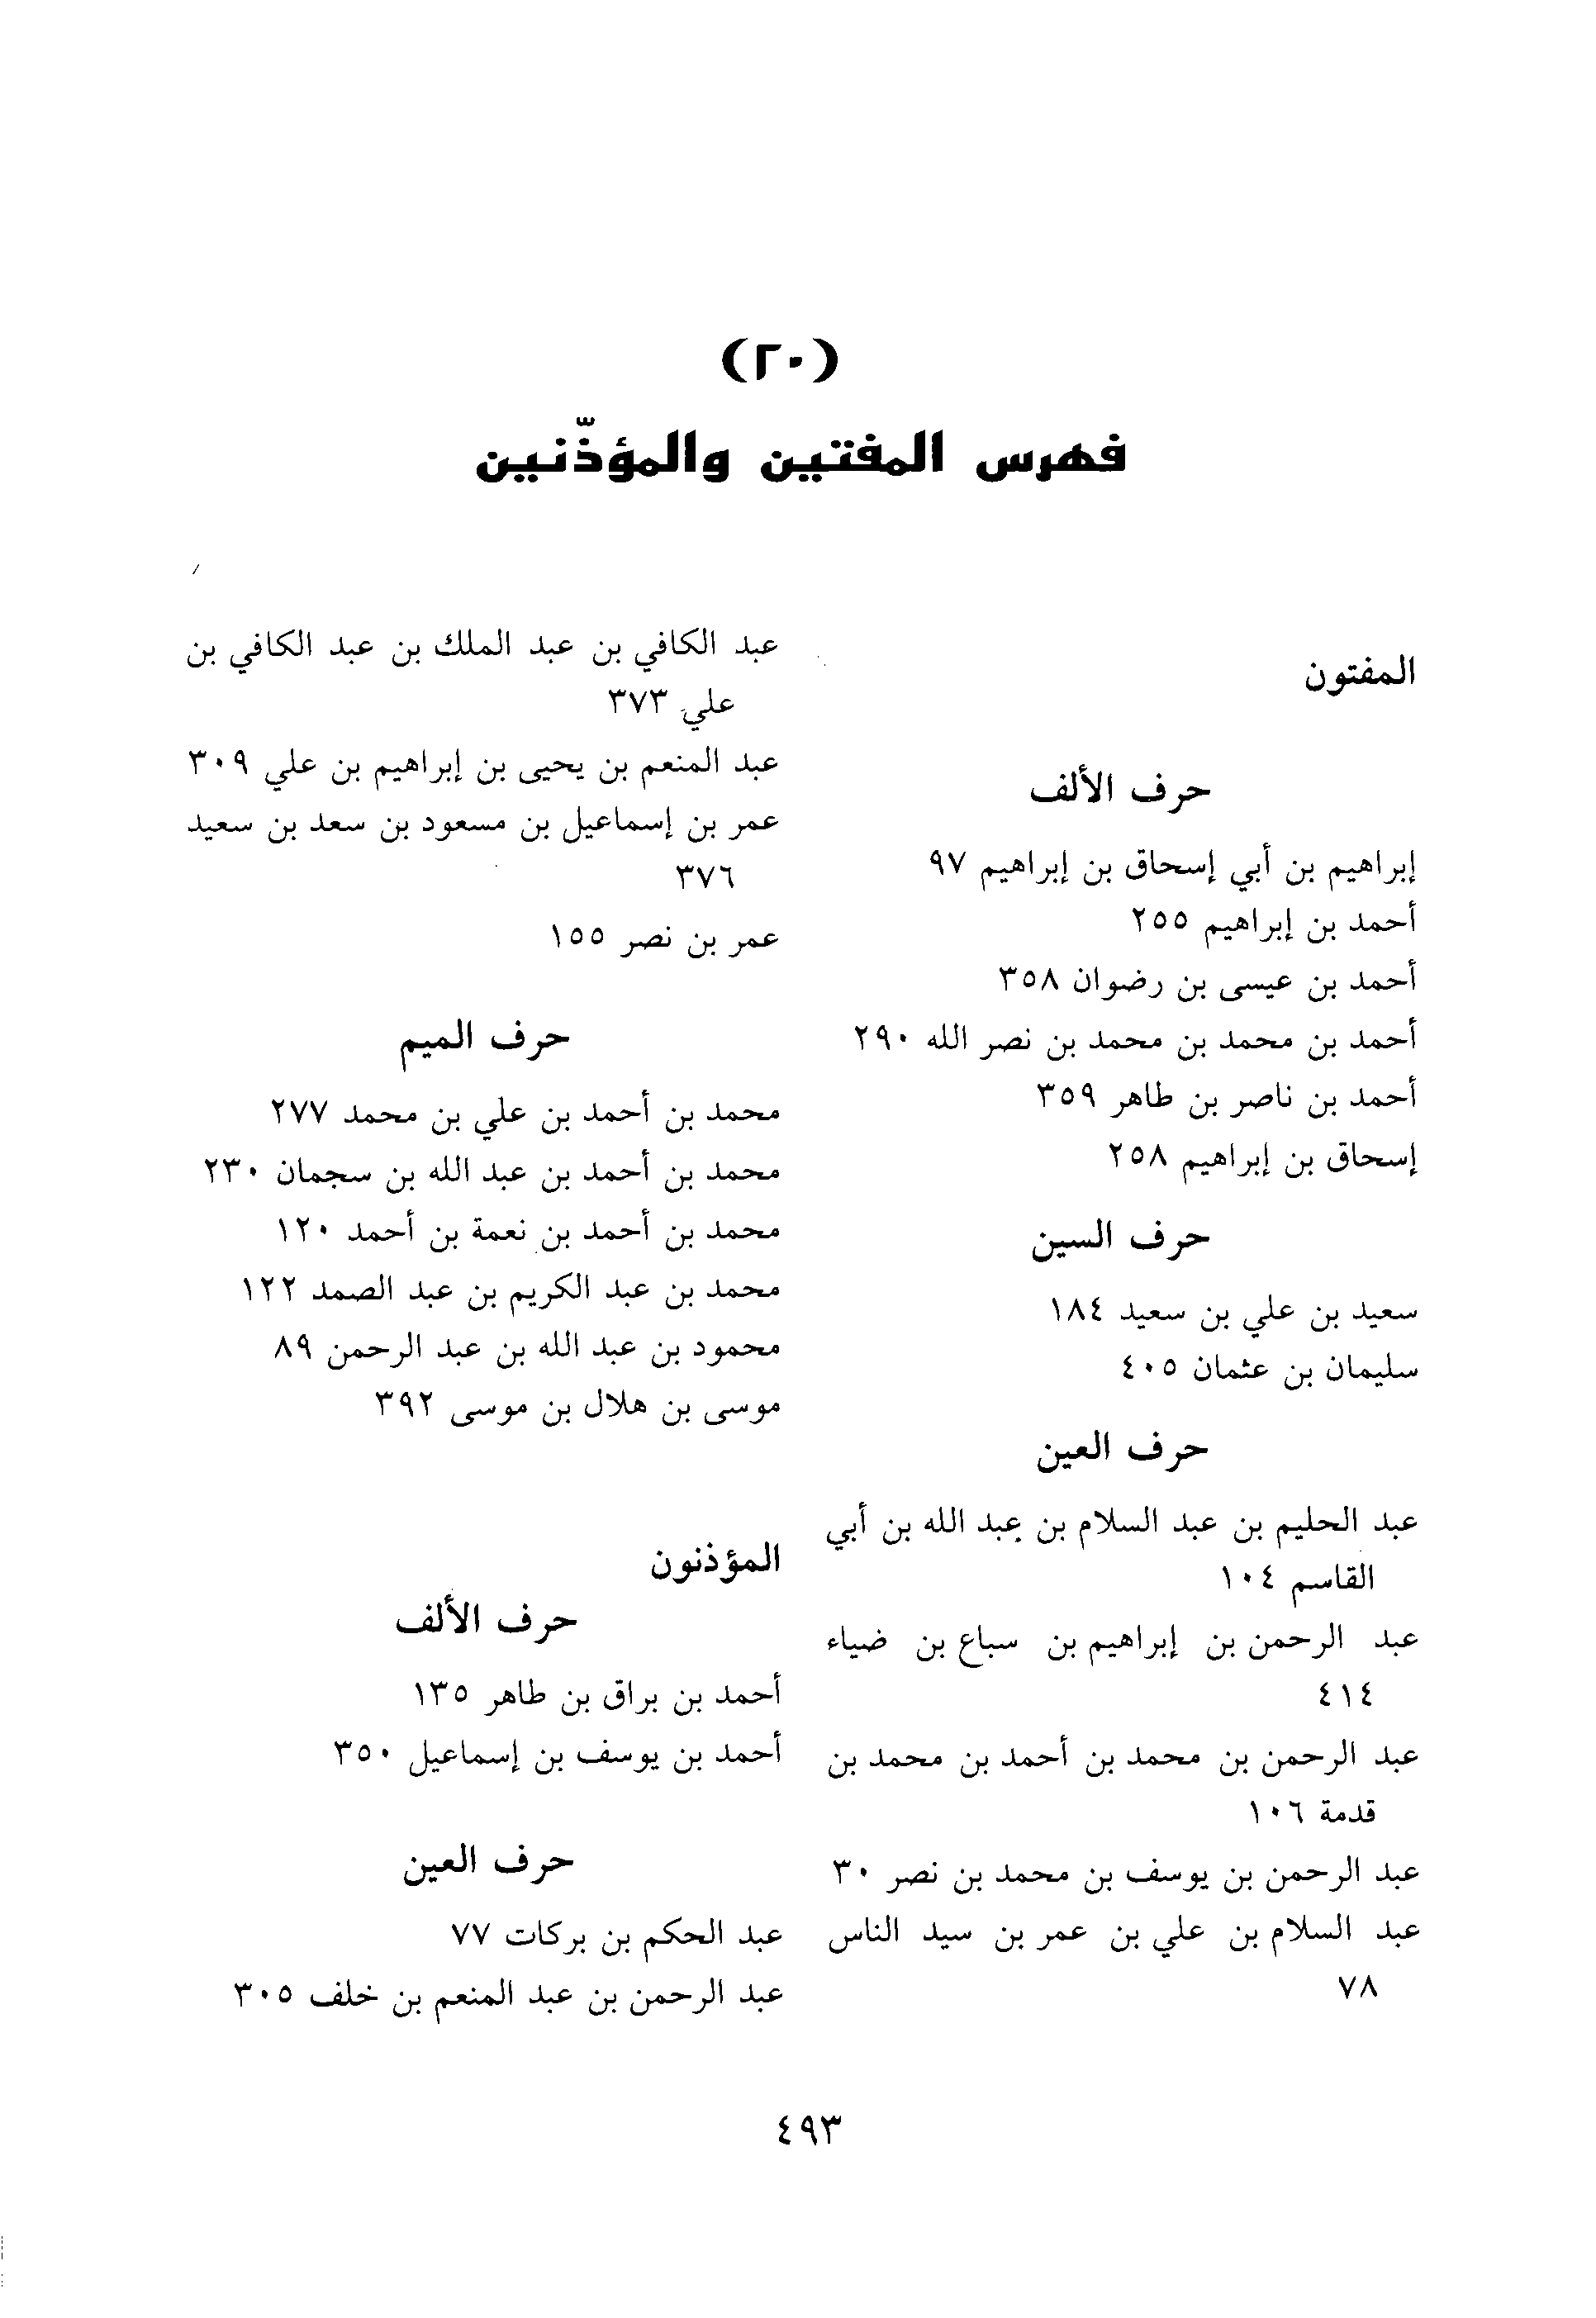 (٢٠)
فهرس المفتين والمؤذّنين
المفتون
حرف الألف
إبراهيم بن أبي إسحاق بن إبراهيم ٩٧
أحمد بن إبراهيم ٢٥٥
أحمد بن عيسى بن رضوان ٣٥٨
أحمد بن محمد بن محمد بن نصر الله ٢٩٠
أحمد بن ناصر بن طاهر ٣٥٩
إسحاق بن إبراهيم ٢٥٨
حرف السين
سعيد بن علي بن سعيد ١٨٤
سليمان بن عثمان ٤٠٥
حرف العين
عبد الحليم بن عبد السلام بن عبد الله بن أبي
القاسم ١٠٤
عبد الرحمن بن إبراهيم بن سباع بن ضياء
٤١٤
عبد الرحمن بن محمد بن أحمد بن محمد بن
قدمة ١٠٦
عبد الرحمن بن يوسف بن محمد بن نصر ٣٠
عبد السلام بن علي بن عمر بن سيد الناس
٧٨
عبد الكافي بن عبد الملك بن عبد الكافي بن
علي ٣٧٣
عبد المنعم بن يحيى بن إبراهيم بن علي ٣٠٩
عمر بن إسماعيل بن مسعود بن سعد بن سعيد
٣٧٦
عمر بن نصر ١٥٥
حرف الميم
محمد بن أحمد بن علي بن محمد ٢٧٧
محمد بن أحمد بن عبد الله بن سجمان ٢٣٠
محمد بن أحمد بن نعمة بن أحمد ١٢٠
محمد بن عبد الكريم بن عبد الصمد ١٢٢
محمود بن عبد الله بن عبد الرحمن ٨٩
موسى بن هلال بن موسى ٣٩٢
المؤذنون
حرف الألف
أحمد بن براق بن طاهر ١٣٥
أحمد بن يوسف بن إسماعيل ٣٥٠
حرف العين
عبد الحكم بن بركات ٧٧
عبد الرحمن بن عبد المنعم بن خلف ٣٠٥
٤٩٣